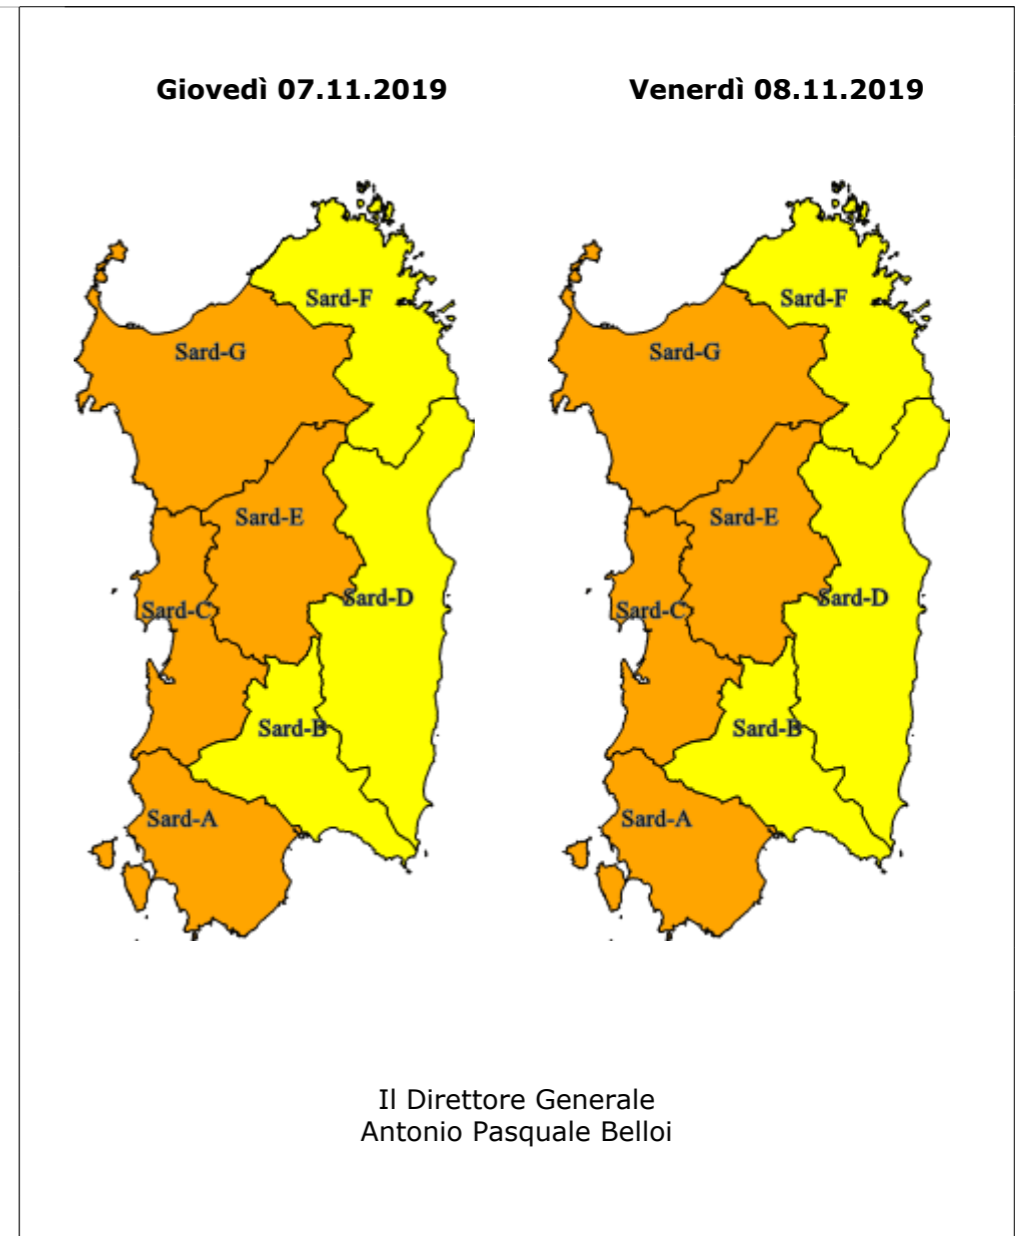 Giovedì 07.11.2019
Venerdì 08.11.2019
Sard-F
Sard-G
Sard-E
Sard-D
Sard-C
Sard-B
Sard-A
Sard-F
Sard-G
Sard-E
Sard-D
Sard-C
Sard-B
Sard-A
Il Direttore Generale
Antonio Pasquale Belloi